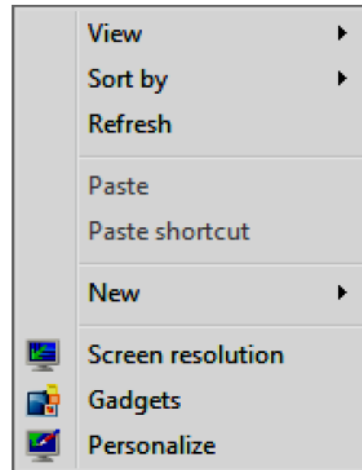 View
Sort by
Refresh
Paste
Paste shortcut
New
Screen resolution
Gadgets
Personalize